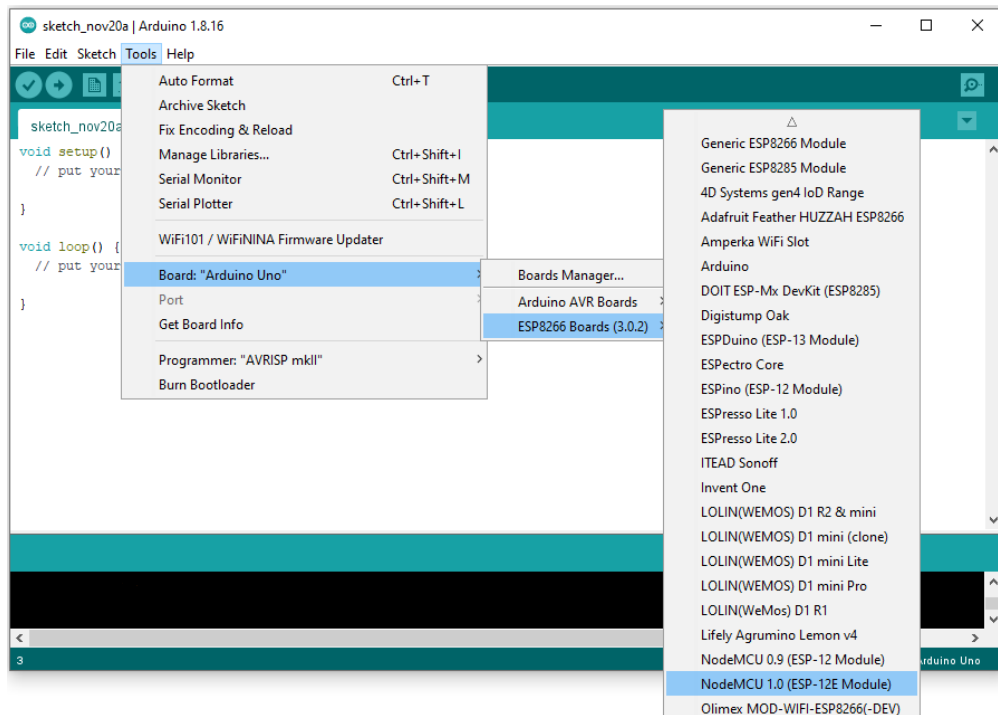 sketch_nov20a | Arduino 1.8.16
File Edit Sketch Tools Help
sketch_nov20a
void setup()
// put your
}
void loop() {
// put your
}
Auto Format Ctrl+T
Archive Sketch
Fix Encoding & Reload
Manage Libraries... Ctrl+Shift+I
Serial Monitor Ctrl+Shift+M
Serial Plotter Ctrl+Shift+L
WiFi101 / WiFiNINA Firmware Updater
Board: "Arduino Uno"
Port
Get Board Info
Programmer: "AVRISP mkII"
Burn Bootloader
Boards Manager...
Arduino AVR Boards
ESP8266 Boards (3.0.2)
Generic ESP8266 Module
Generic ESP8285 Module
4D Systems gen4 IoD Range
Adafruit Feather HUZZAH ESP8266
Amperka WiFi Slot
Arduino
DOIT ESP-Mx DevKit (ESP8285)
Digistump Oak
ESPDuino (ESP-13 Module)
ESPectro Core
ESPino (ESP-12 Module)
ESPresso Lite 1.0
ESPresso Lite 2.0
ITEAD Sonoff
Invent One
LOLIN(WEMOS) D1 R2 & mini
LOLIN(WEMOS) D1 mini (clone)
LOLIN(WEMOS) D1 mini Lite
LOLIN(WEMOS) D1 mini Pro
LOLIN(WeMos) D1 R1
Lifely Agrumino Lemon v4
NodeMCU 0.9 (ESP-12 Module)
NodeMCU 1.0 (ESP-12E Module)
Olimex MOD-WIFI-ESP8266(-DEV)
3 rduino Uno